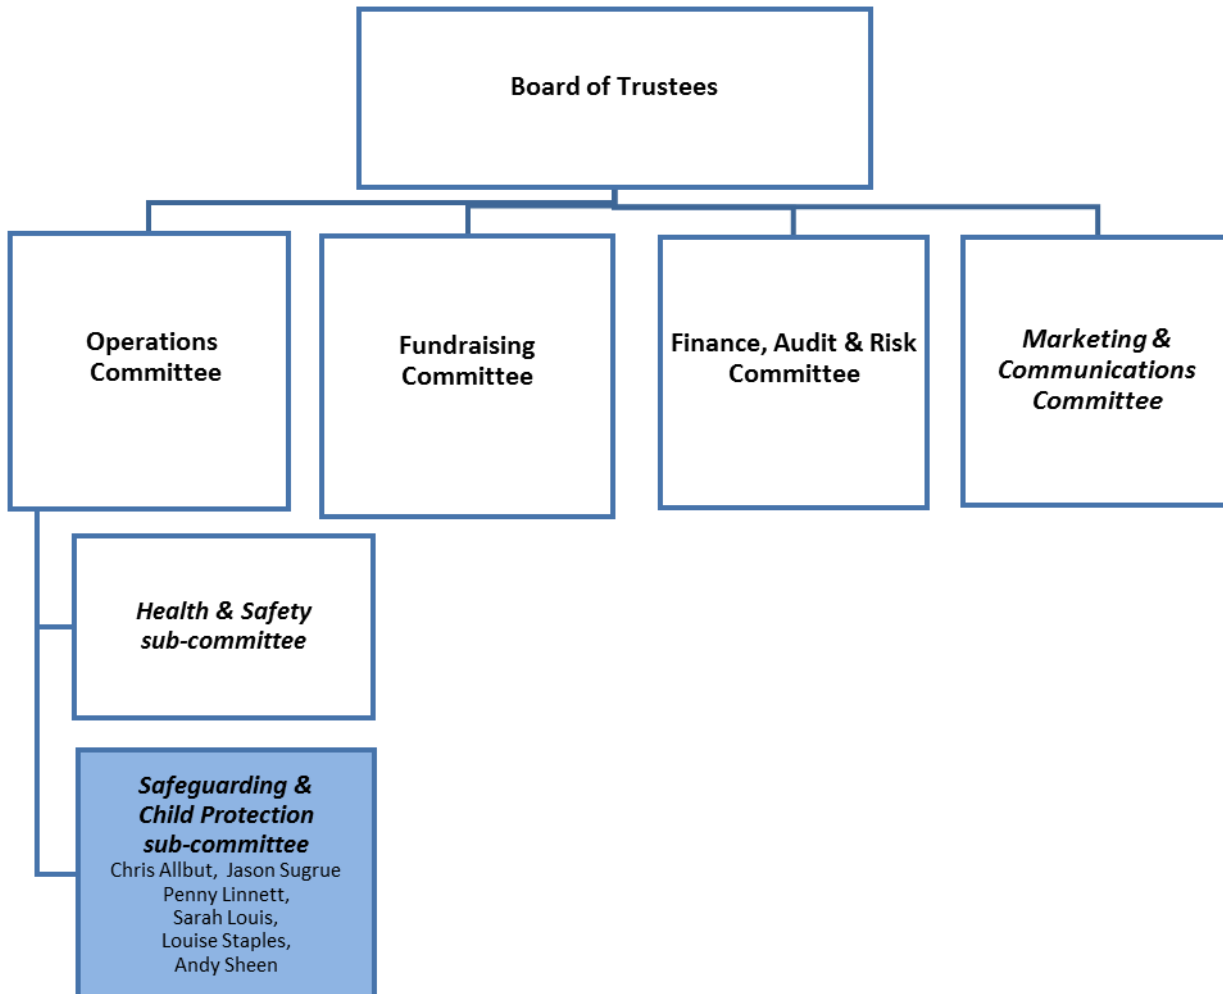 Board of Trustees
Operations
Committee
Fundraising
Committee
Finance, Audit & Risk
Committee
Marketing &
Communications
Committee
Health & Safety
sub-committee
Safeguarding &
Child Protection
sub-committee
Chris Allbut, Jason Sugrue
Penny Linnett,
Sarah Louis,
Louise Staples,
Andy Sheen